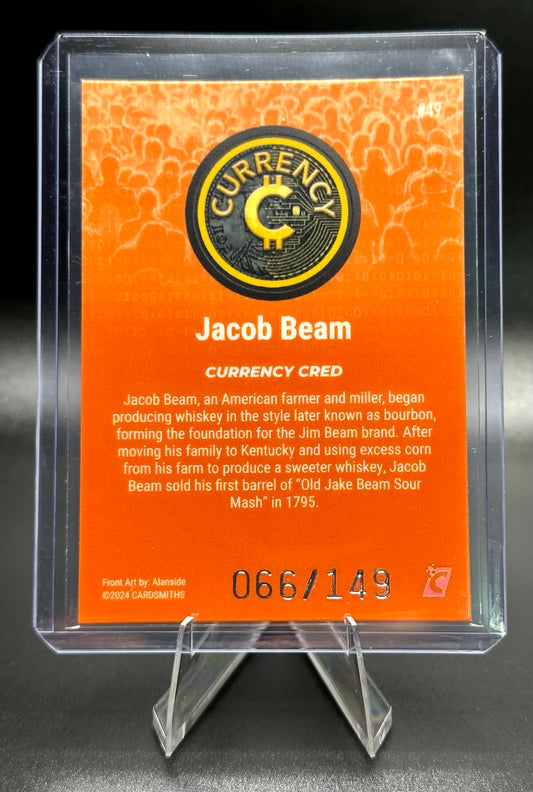 #49
CURRENCY
Jacob Beam
CURRENCY CRED
Jacob Beam, an American farmer and miller, began
producing whiskey in the style later known as bourbon,
forming the foundation for the Jim Beam brand. After
moving his family to Kentucky and using excess corn
from his farm to produce a sweeter whiskey, Jacob
Beam sold his first barrel of “Old Jake Beam Sour
Mash” in 1795.
Front Art by: Alanside
©2024 CARDSMITHS
066/149